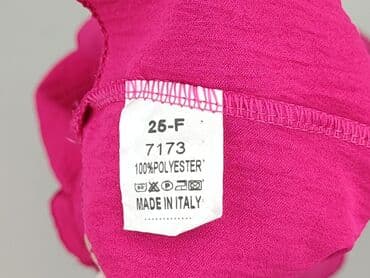 25-F
7173
100%POLYESTER
MADE IN ITALY